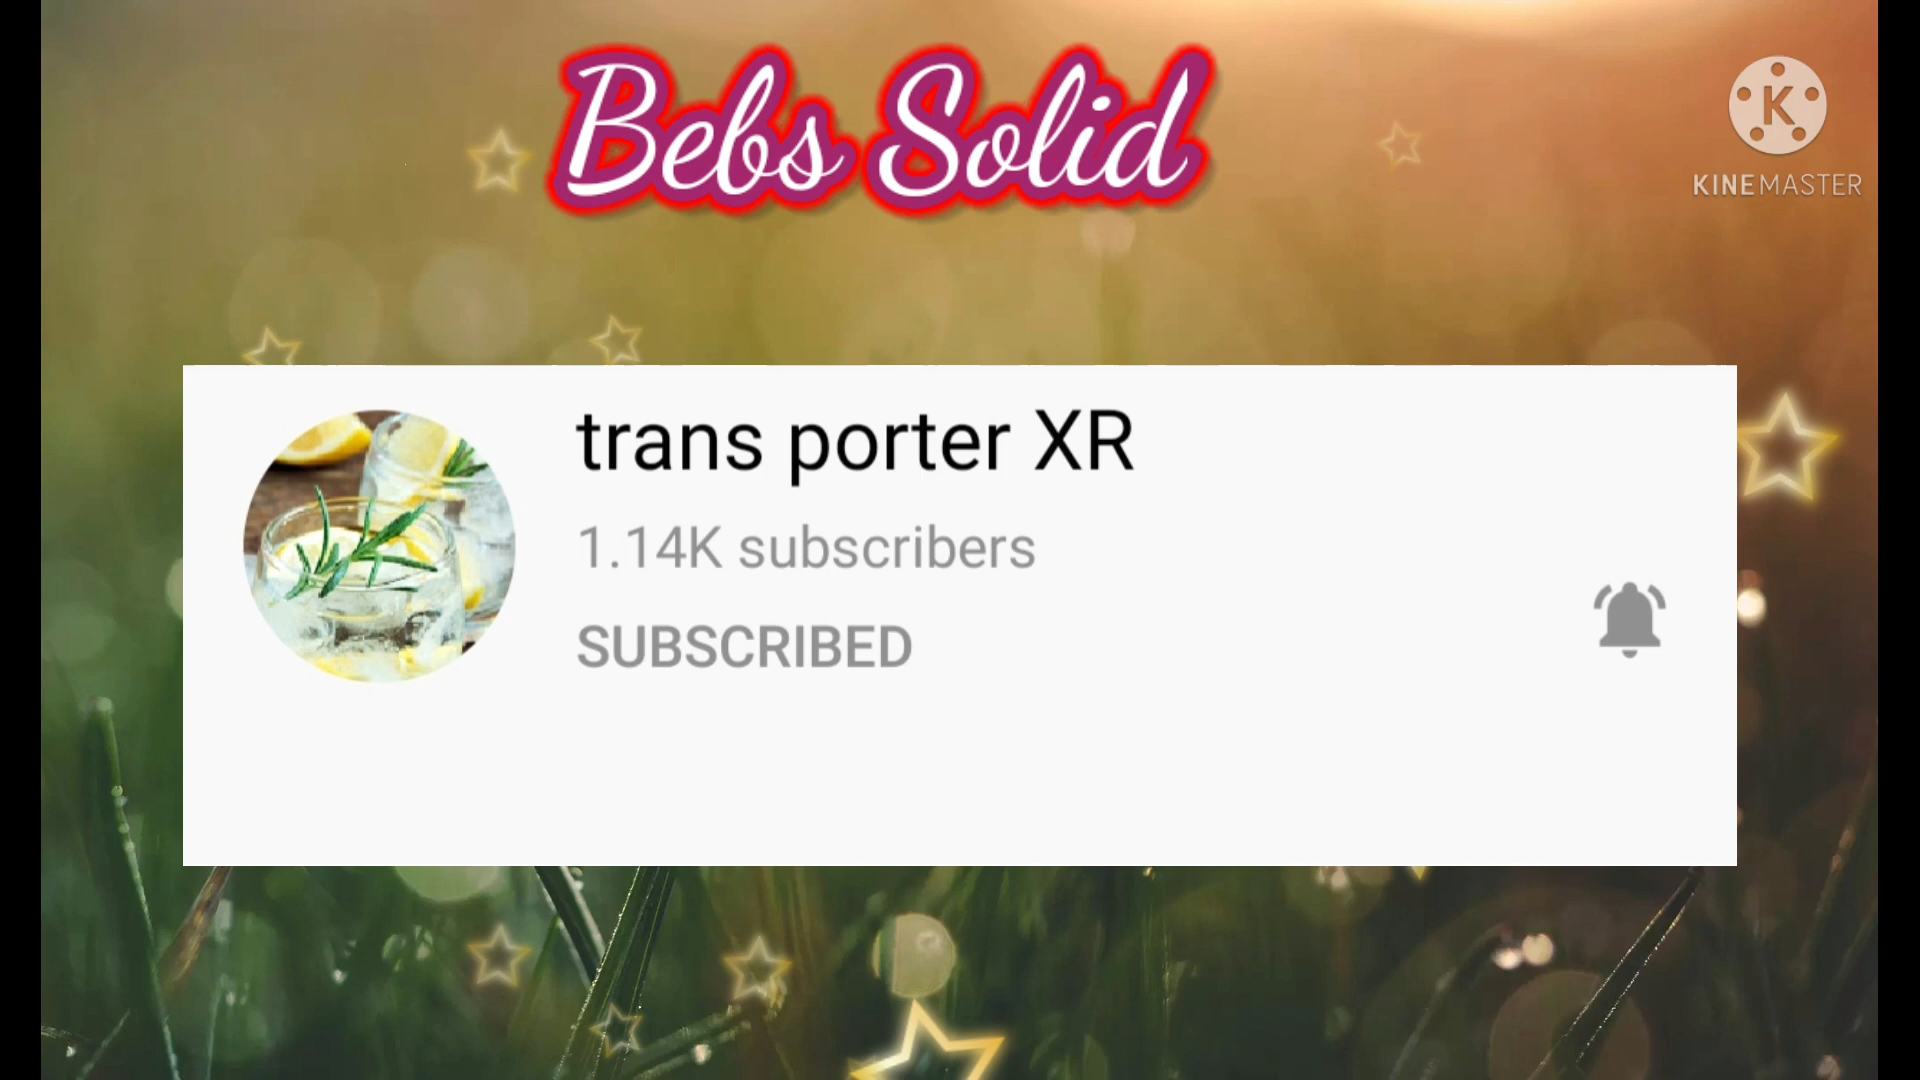 Bebs Solid
K
KINEMASTER
trans porter XR
1.14K subscribers
SUBSCRIBED